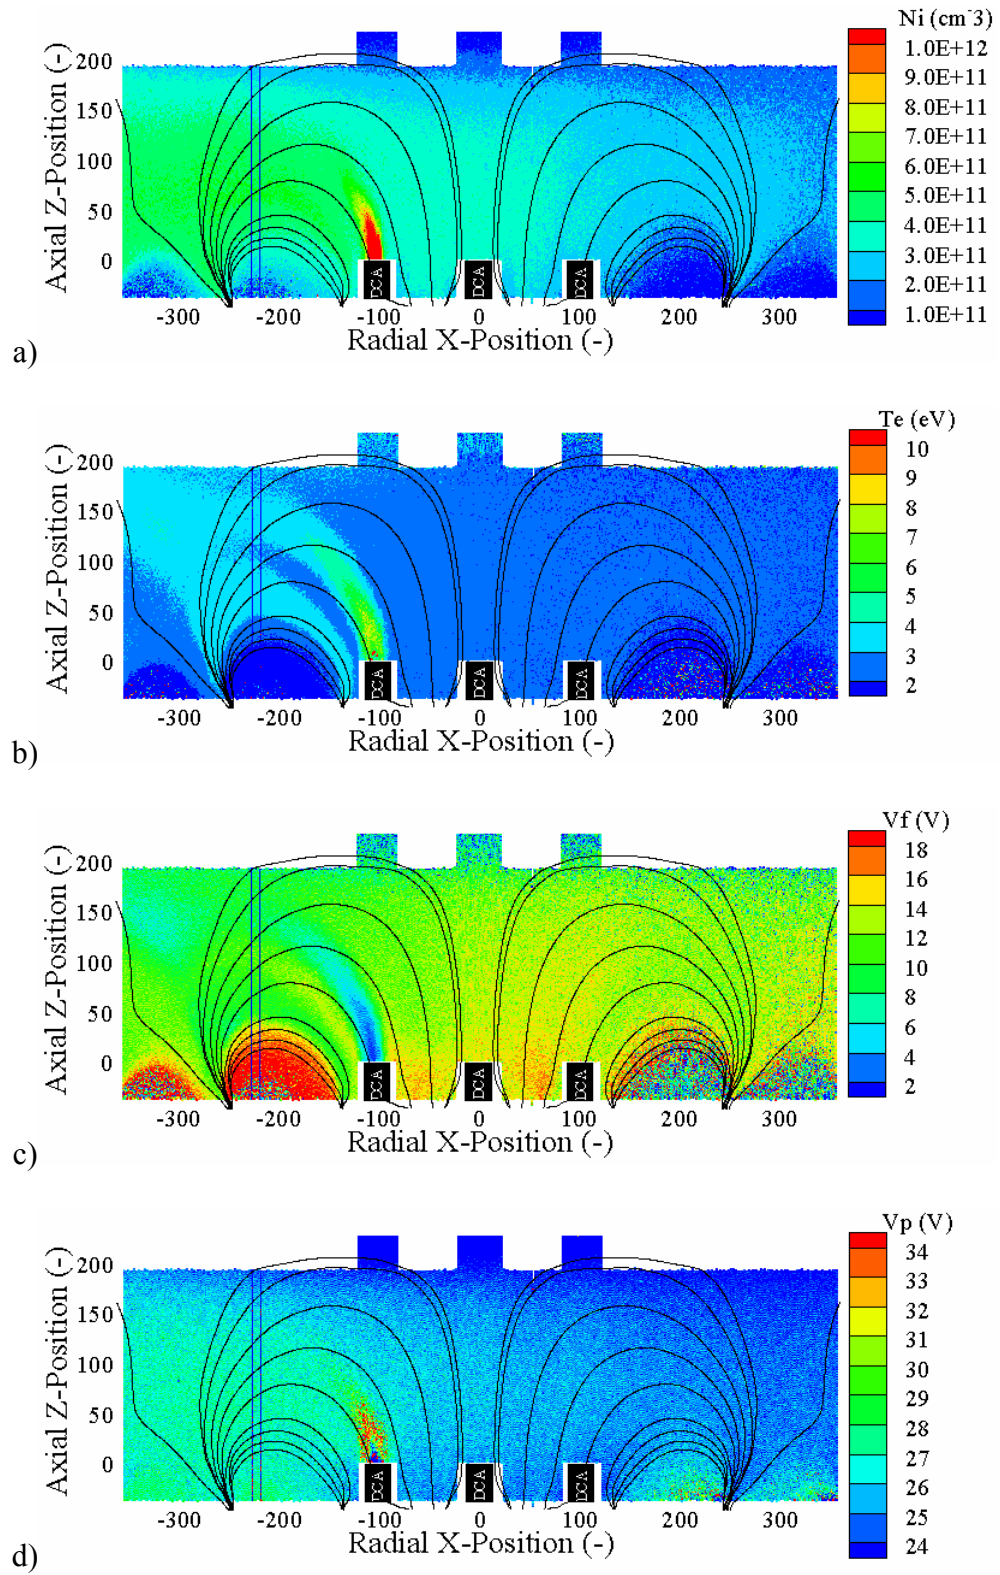 Ni (cm-3)
200
150
100
50
0
Axial Z-Position (-)
1.0E+12
9.0E+11
8.0E+11
7.0E+11
6.0E+11
5.0E+11
4.0E+11
3.0E+11
2.0E+11
1.0E+11
DCA DCA DCA
-300 -200 -100 0 100 200 300
Radial X-Position (-)
a)
Te (eV)
200
150
100
50
0
Axial Z-Position (-)
10
9
8
7
6
5
4
3
2
DCA DCA DCA
-300 -200 -100 0 100 200 300
Radial X-Position (-)
b)
Vf (V)
200
150
100
50
0
Axial Z-Position (-)
18
16
14
12
10
8
6
4
2
DCA DCA DCA
-300 -200 -100 0 100 200 300
Radial X-Position (-)
c)
Vp (V)
200
150
100
50
0
Axial Z-Position (-)
34
33
32
31
30
29
28
27
26
25
24
DCA DCA DCA
-300 -200 -100 0 100 200 300
Radial X-Position (-)
d)